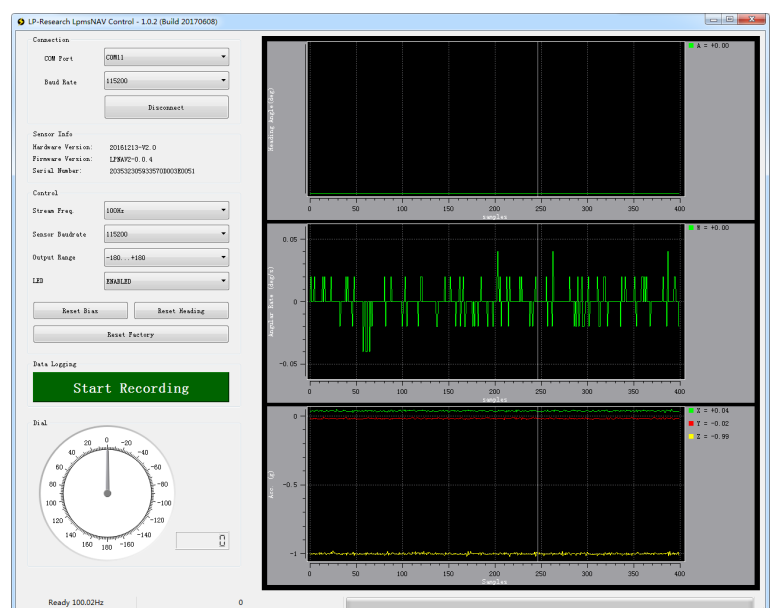 LP-Research LpmsNAV Control - 1.0.2 (Build 20170608)
Connection
COM Port COM11
Baud Rate 115200
Disconnect
Sensor Info
Hardware Version: 20161213-V2.0
Firmware Version: LPNAV2-0.0.4
Serial Number: 203532305933570D003E0051
Control
Stream Freq. 100Hz
Sensor Baudrate 115200
Output Range -180...+180
LED ENABLED
Reset Bias Reset Heading
Reset Factory
Data Logging
Start Recording
Dial
0
20 -20
40 -40
60 -60
80 -80
100 -100
120 -120
140 -140
160 180 -160
0
Ready 100.02Hz 0
Heading Angle(deg)
A = +0.00
0 50 100 150 200 250 300 350 400
samples
Angular Rate (deg/s)
0.05
0
-0.05
W = +0.00
0 50 100 150 200 250 300 350 400
samples
Acc (g)
0
-0.5
-1
X = +0.04
Y = -0.02
Z = -0.99
0 50 100 150 200 250 300 350 400
Samples